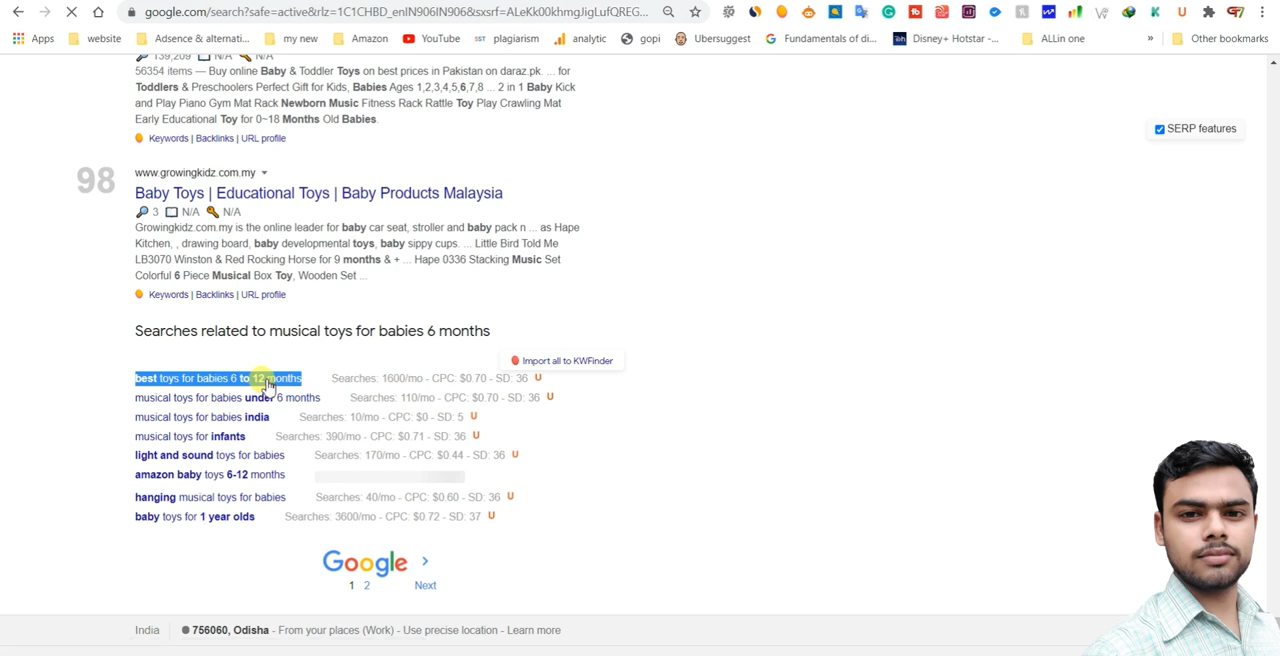 google.com/search?safe=active&rlz=1C1CHBD_enIN906IN906&sxsrf=ALeKk00khmgJigLufQREG...
Apps website Adsence & alternati... my new Amazon YouTube SST plagiarism analytic gopi Ubersuggest Fundamentals of di... Disney+ Hotstar -... ALLin one » Other bookmarks
139,209 N/A N/A
56354 items — Buy online Baby & Toddler Toys on best prices in Pakistan on daraz.pk. ... for
Toddlers & Preschoolers Perfect Gift for Kids, Babies Ages 1,2,3,4,5,6,7,8 .. 2 in 1 Baby Kick
and Play Piano Gym Mat Rack Newborn Music Fitness Rack Rattle Toy Play Crawling Mat
Early Educational Toy for 0~18 Months Old Babies.
Keywords | Backlinks | URL profile
SERP features
98
www.growingkidz.com.my
Baby Toys | Educational Toys | Baby Products Malaysia
3 N/A N/A
Growingkidz.com.my is the online leader for baby car seat, stroller and baby pack n ... as Hape
Kitchen, , drawing board, baby developmental toys, baby sippy cups. ... Little Bird Told Me
LB3070 Winston & Red Rocking Horse for 9 months & + ... Hape 0336 Stacking Music Set
Colorful 6 Piece Musical Box Toy, Wooden Set ...
Keywords | Backlinks | URL profile
Searches related to musical toys for babies 6 months
Import all to KWFinder
best toys for babies 6 to 12 months Searches: 1600/mo - CPC: $0.70 - SD: 36 U
musical toys for babies under 6 months Searches: 110/mo - CPC: $0.70 - SD: 36 U
musical toys for babies india Searches: 10/mo - CPC: $0 - SD: 5 U
musical toys for infants Searches: 390/mo - CPC: $0.71 - SD: 36 U
light and sound toys for babies Searches: 170/mo - CPC: $0.44 - SD: 36 U
amazon baby toys 6-12 months
hanging musical toys for babies Searches: 40/mo - CPC: $0.60 - SD: 36 U
baby toys for 1 year olds Searches: 3600/mo - CPC: $0.72 - SD: 37 U
Google >
1 2 Next
India 756060, Odisha - From your places (Work) - Use precise location - Learn more